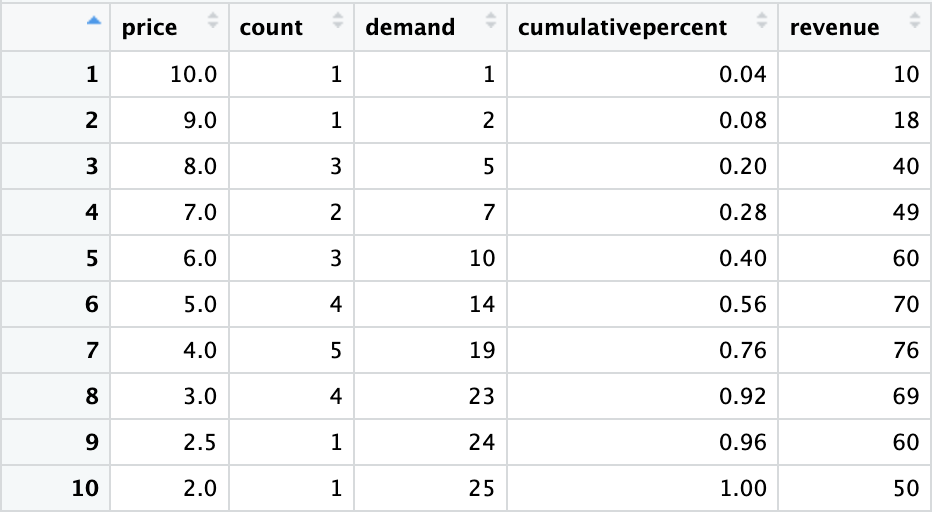 price count demand cumulativepercent revenue
1 10.0 1 1 0.04 10
2 9.0 1 2 0.08 18
3 8.0 3 5 0.20 40
4 7.0 2 7 0.28 49
5 6.0 3 10 0.40 60
6 5.0 4 14 0.56 70
7 4.0 5 19 0.76 76
8 3.0 4 23 0.92 69
9 2.5 1 24 0.96 60
10 2.0 1 25 1.00 50